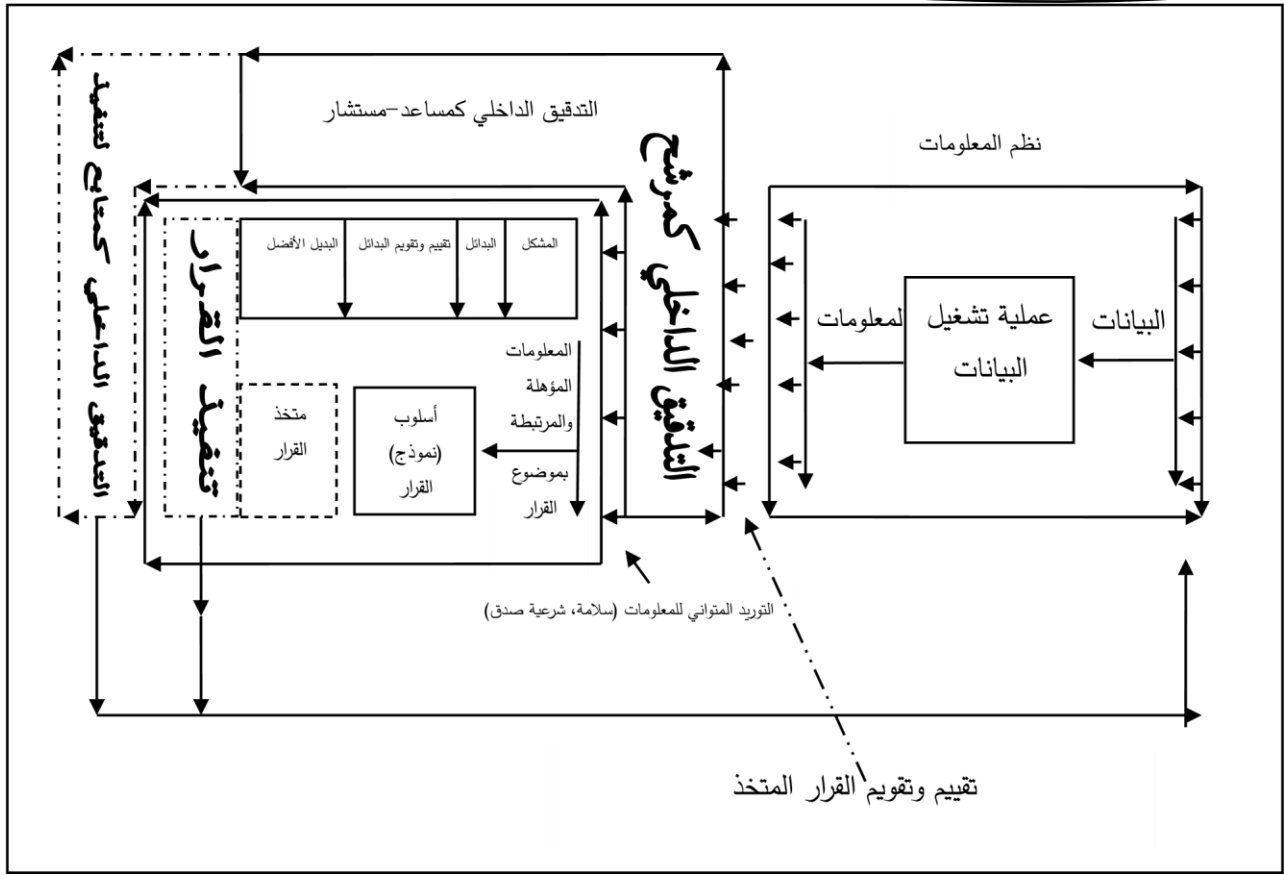 التدقيق الداخلي كمساعد-مستشار
نظم المعلومات
البيانات
عملية تشغيل
البيانات
المعلومات
التدقيق الداخلي كمرشح
المشكل
البدائل
تقييم وتقويم البدائل
البديل الأفضل
المعلومات
المؤهلة
والمرتبطة
بموضوع
القرار
أسلوب
(نموذج)
القرار
متخذ
القرار
تنفيذ القرار
التدقيق الداخلي كمتابع لتنفيذ
التوريد المتواني للمعلومات (سلامة، شرعية صدق)
تقييم وتقويم القرار المتخذ